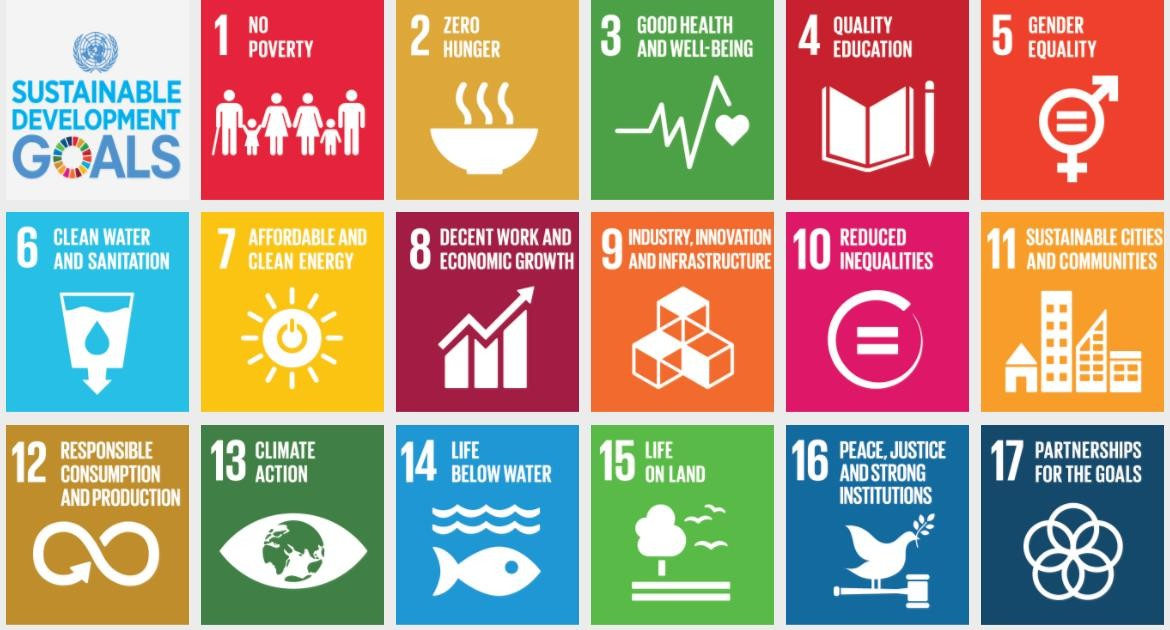 SUSTAINABLE
DEVELOPMENT
GOALS
1 NO
POVERTY
2 ZERO
HUNGER
3 GOOD HEALTH
AND WELL-BEING
4 QUALITY
EDUCATION
5 GENDER
EQUALITY
6 CLEAN WATER
AND SANITATION
7 AFFORDABLE AND
CLEAN ENERGY
8 DECENT WORK AND
ECONOMIC GROWTH
9 INDUSTRY, INNOVATION
AND INFRASTRUCTURE
10 REDUCED
INEQUALITIES
11 SUSTAINABLE CITIES
AND COMMUNITIES
12 RESPONSIBLE
CONSUMPTION
AND PRODUCTION
13 CLIMATE
ACTION
14 LIFE
BELOW WATER
15 LIFE
ON LAND
16 PEACE, JUSTICE
AND STRONG
INSTITUTIONS
17 PARTNERSHIPS
FOR THE GOALS